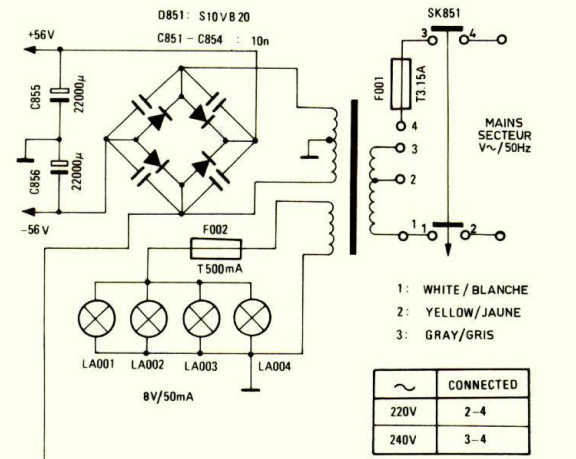 D851: S10VB20
C851–C854 : 10n
+56V
C855
22000µ
C856
22000µ
-56V
F002
T500mA
LA001 LA002 LA003 LA004
8V/50mA
SK851
3 4
F001
T3.15A
4
3
2
1 1 2
MAINS
SECTEUR
V~/50Hz
1: WHITE/BLANCHE
2: YELLOW/JAUNE
3: GRAY/GRIS
~ CONNECTED
220V 2-4
240V 3-4